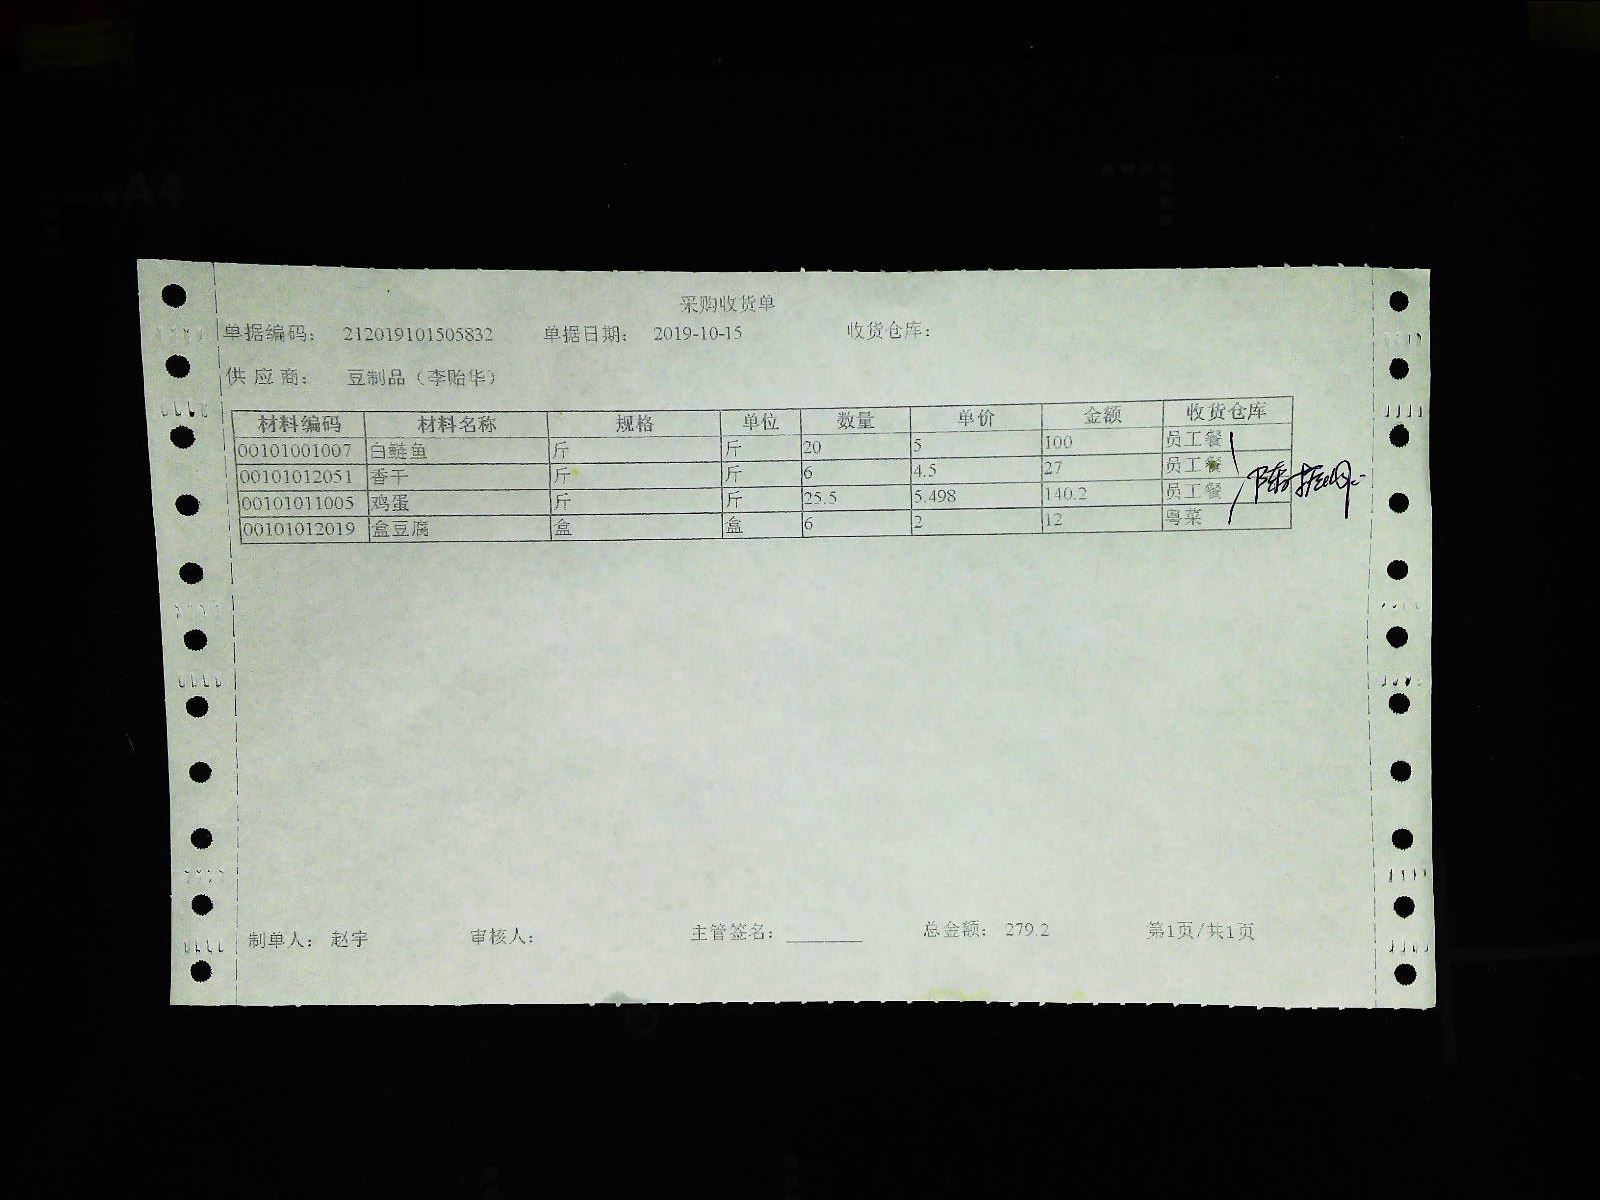 采购收货单
单据编码： 212019101505832 单据日期： 2019-10-15 收货仓库：
供 应 商： 豆制品（李贻华）
材料编码 材料名称 规格 单位 数量 单价 金额 收货仓库
00101001007 白鲢鱼 斤 斤 20 5 100 员工餐
00101012051 香干 斤 斤 6 4.5 27 员工餐
00101011005 鸡蛋 斤 斤 25.5 5.498 140.2 员工餐
00101012019 盒豆腐 盒 盒 6 2 12 粤菜
制单人： 赵宇 审核人： 主管签名： 总金额： 279.2 第1页/共1页